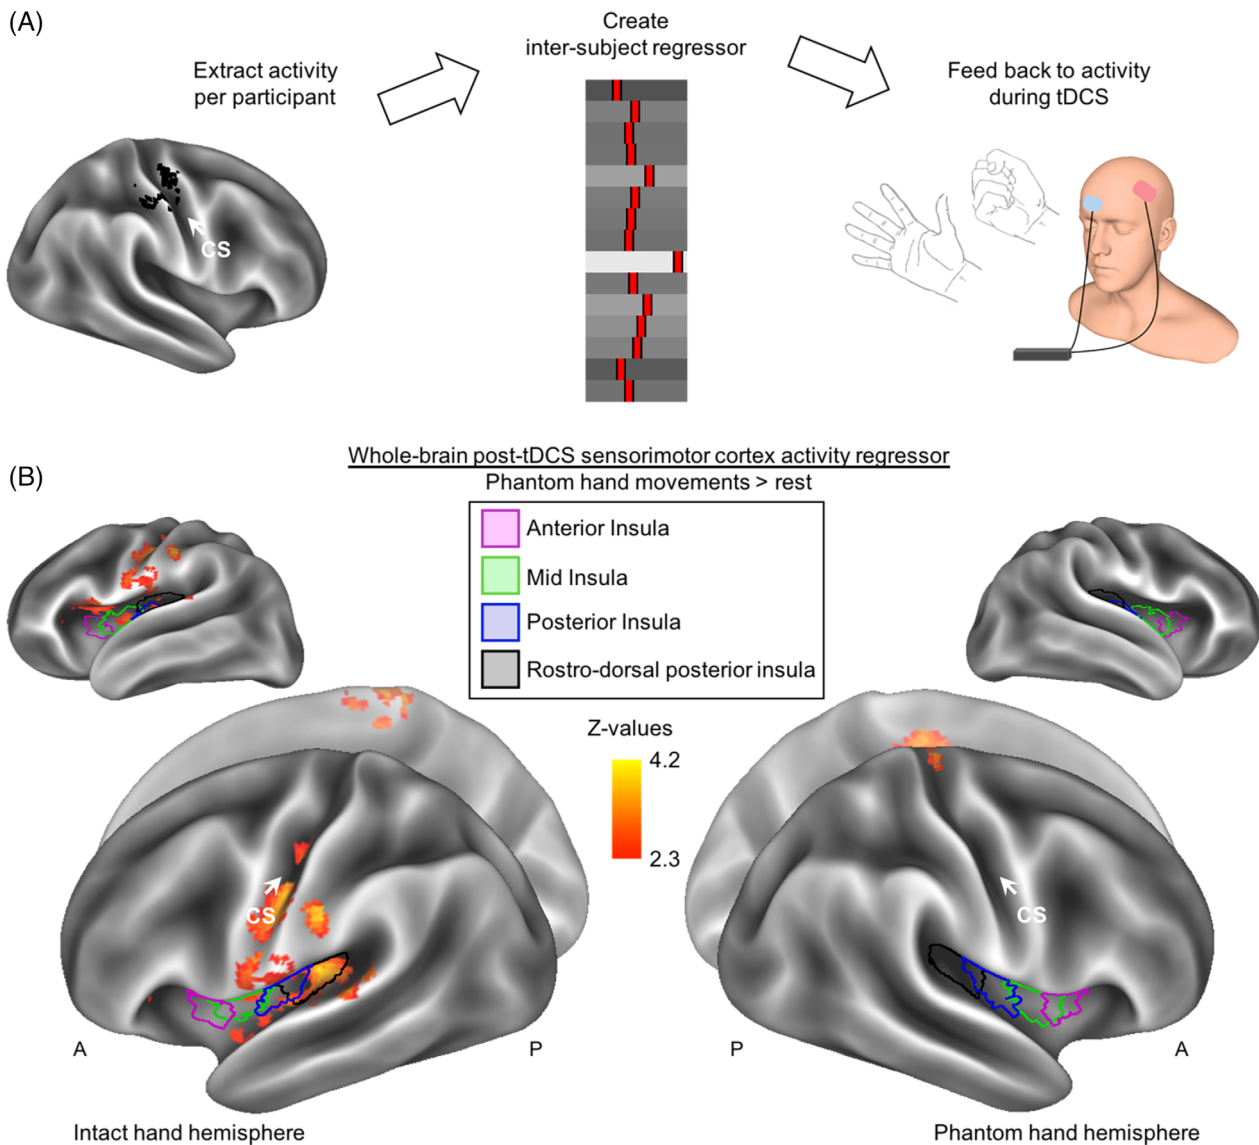 (A)
Extract activity
per participant
Create
inter-subject regressor
Feed back to activity
during tDCS
CS
(B)
Whole-brain post-tDCS sensorimotor cortex activity regressor
Phantom hand movements > rest
Anterior Insula
Mid Insula
Posterior Insula
Rostro-dorsal posterior insula
Z-values
4.2
2.3
CS
CS
A
P
P
A
Intact hand hemisphere
Phantom hand hemisphere